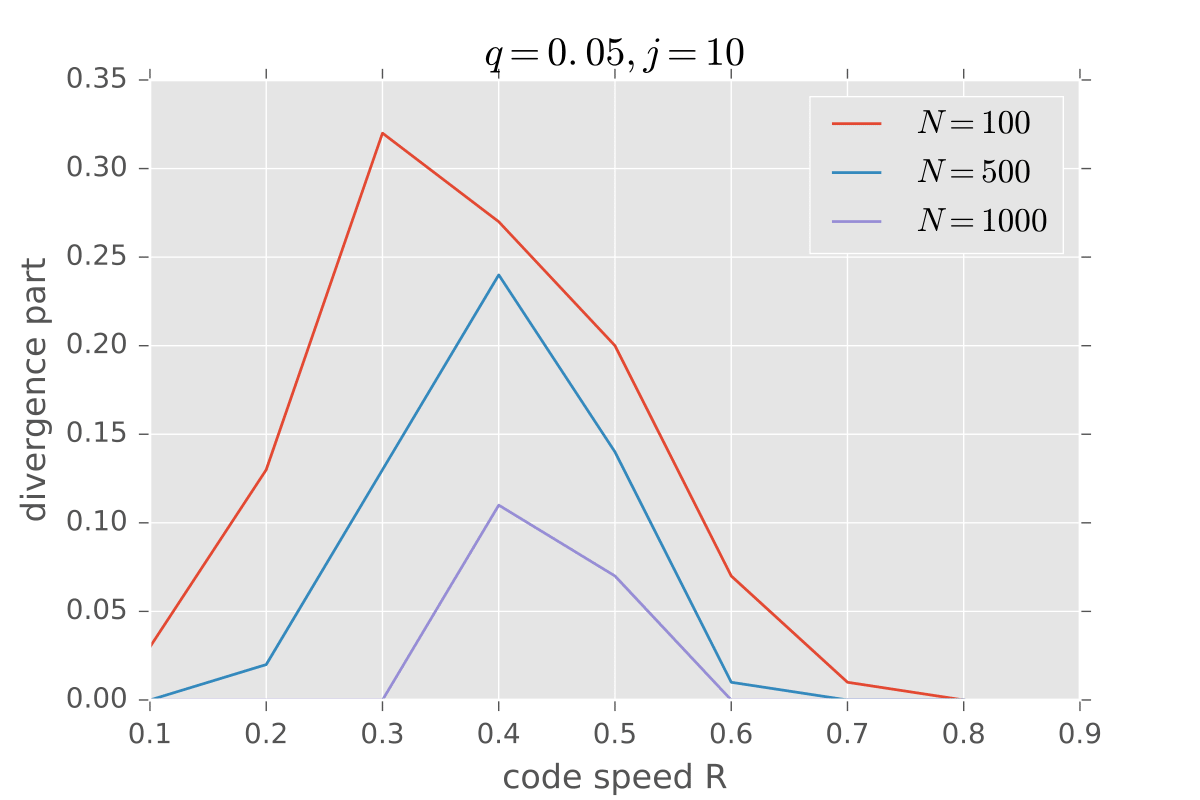 q = 0.05, j = 10
0.35
0.30
0.25
0.20
0.15
0.10
0.05
0.00
divergence part
N = 100
N = 500
N = 1000
0.1 0.2 0.3 0.4 0.5 0.6 0.7 0.8 0.9
code speed R